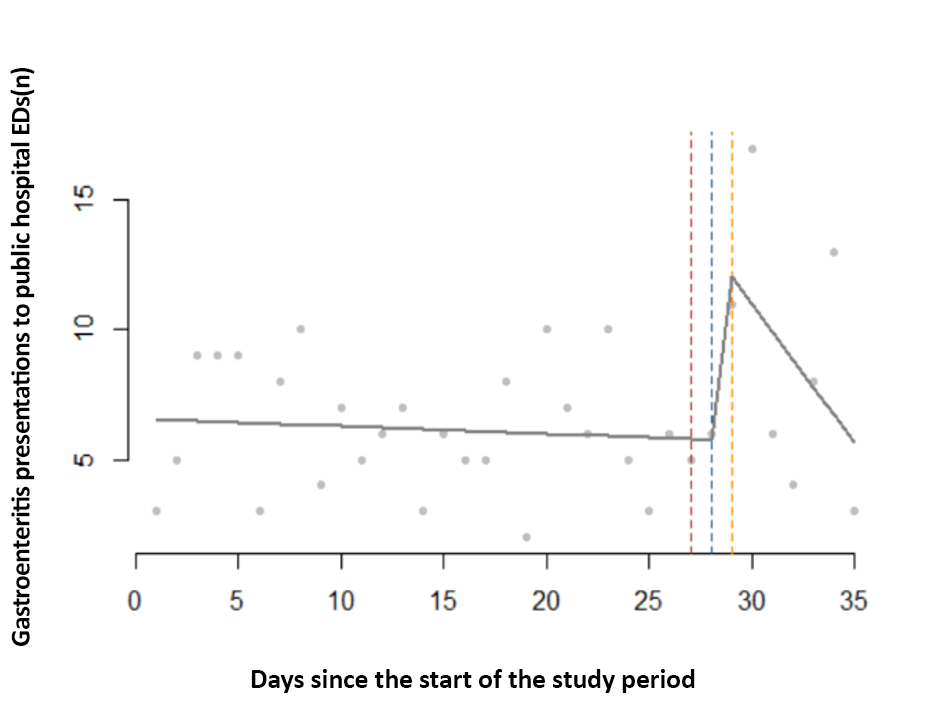 Gastroenteritis presentations to public hospital EDs(n)
15
10
5
0 5 10 15 20 25 30 35
Days since the start of the study period